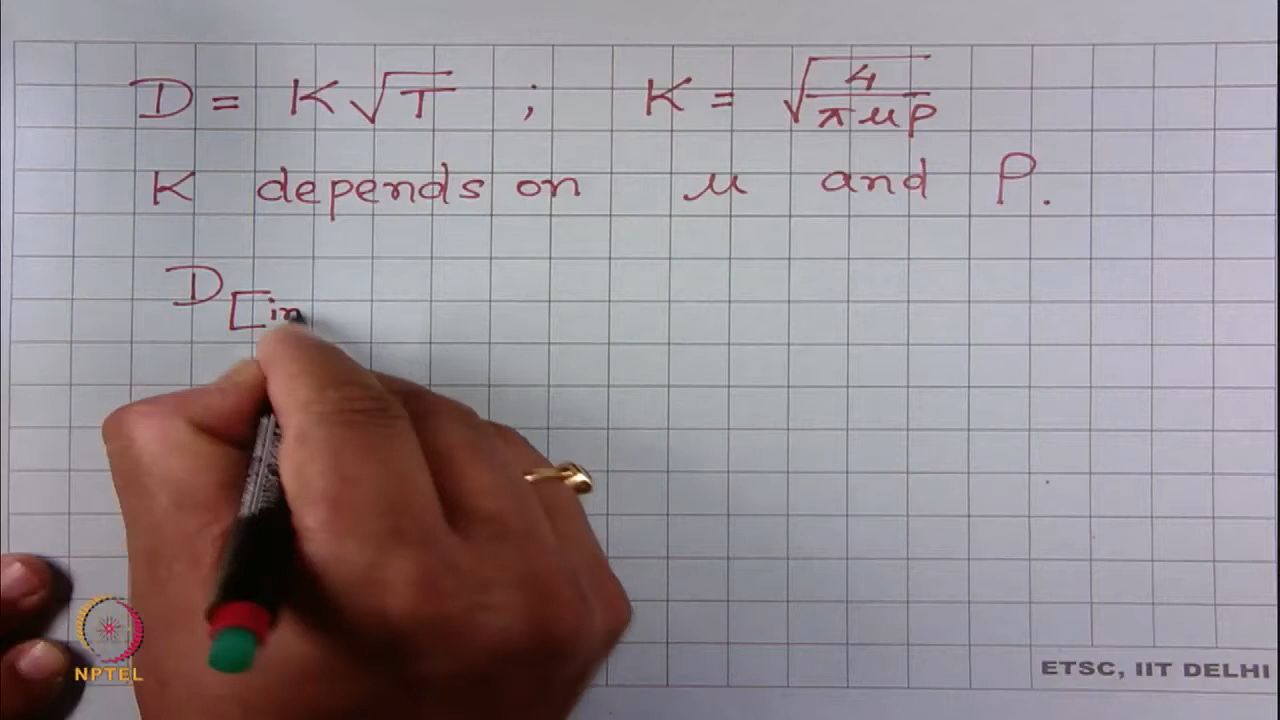 D = K√T ; K = √(4/πμp)
K depends on μ and P.
D [in
NPTEL
ETSC, IIT DELHI